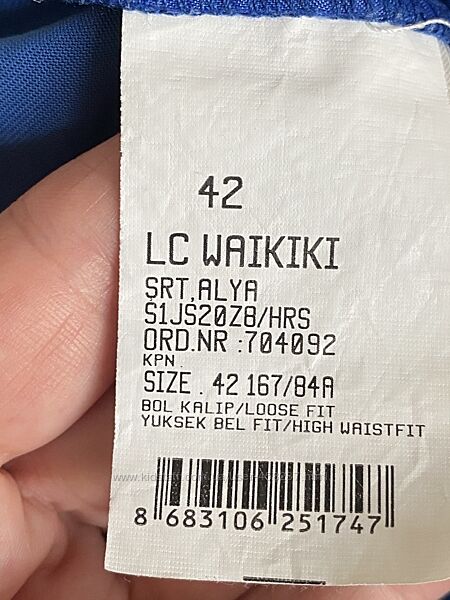 42
LC WAIKIKI
ŞRT,ALYA
S1JS20Z8/HRS
ORD.NR :704092
KPN
SIZE . 42 167/84A
BOL KALIP/LOOSE FIT
YUKSEK BEL FIT/HIGH WAISTFIT
8 683106 251747